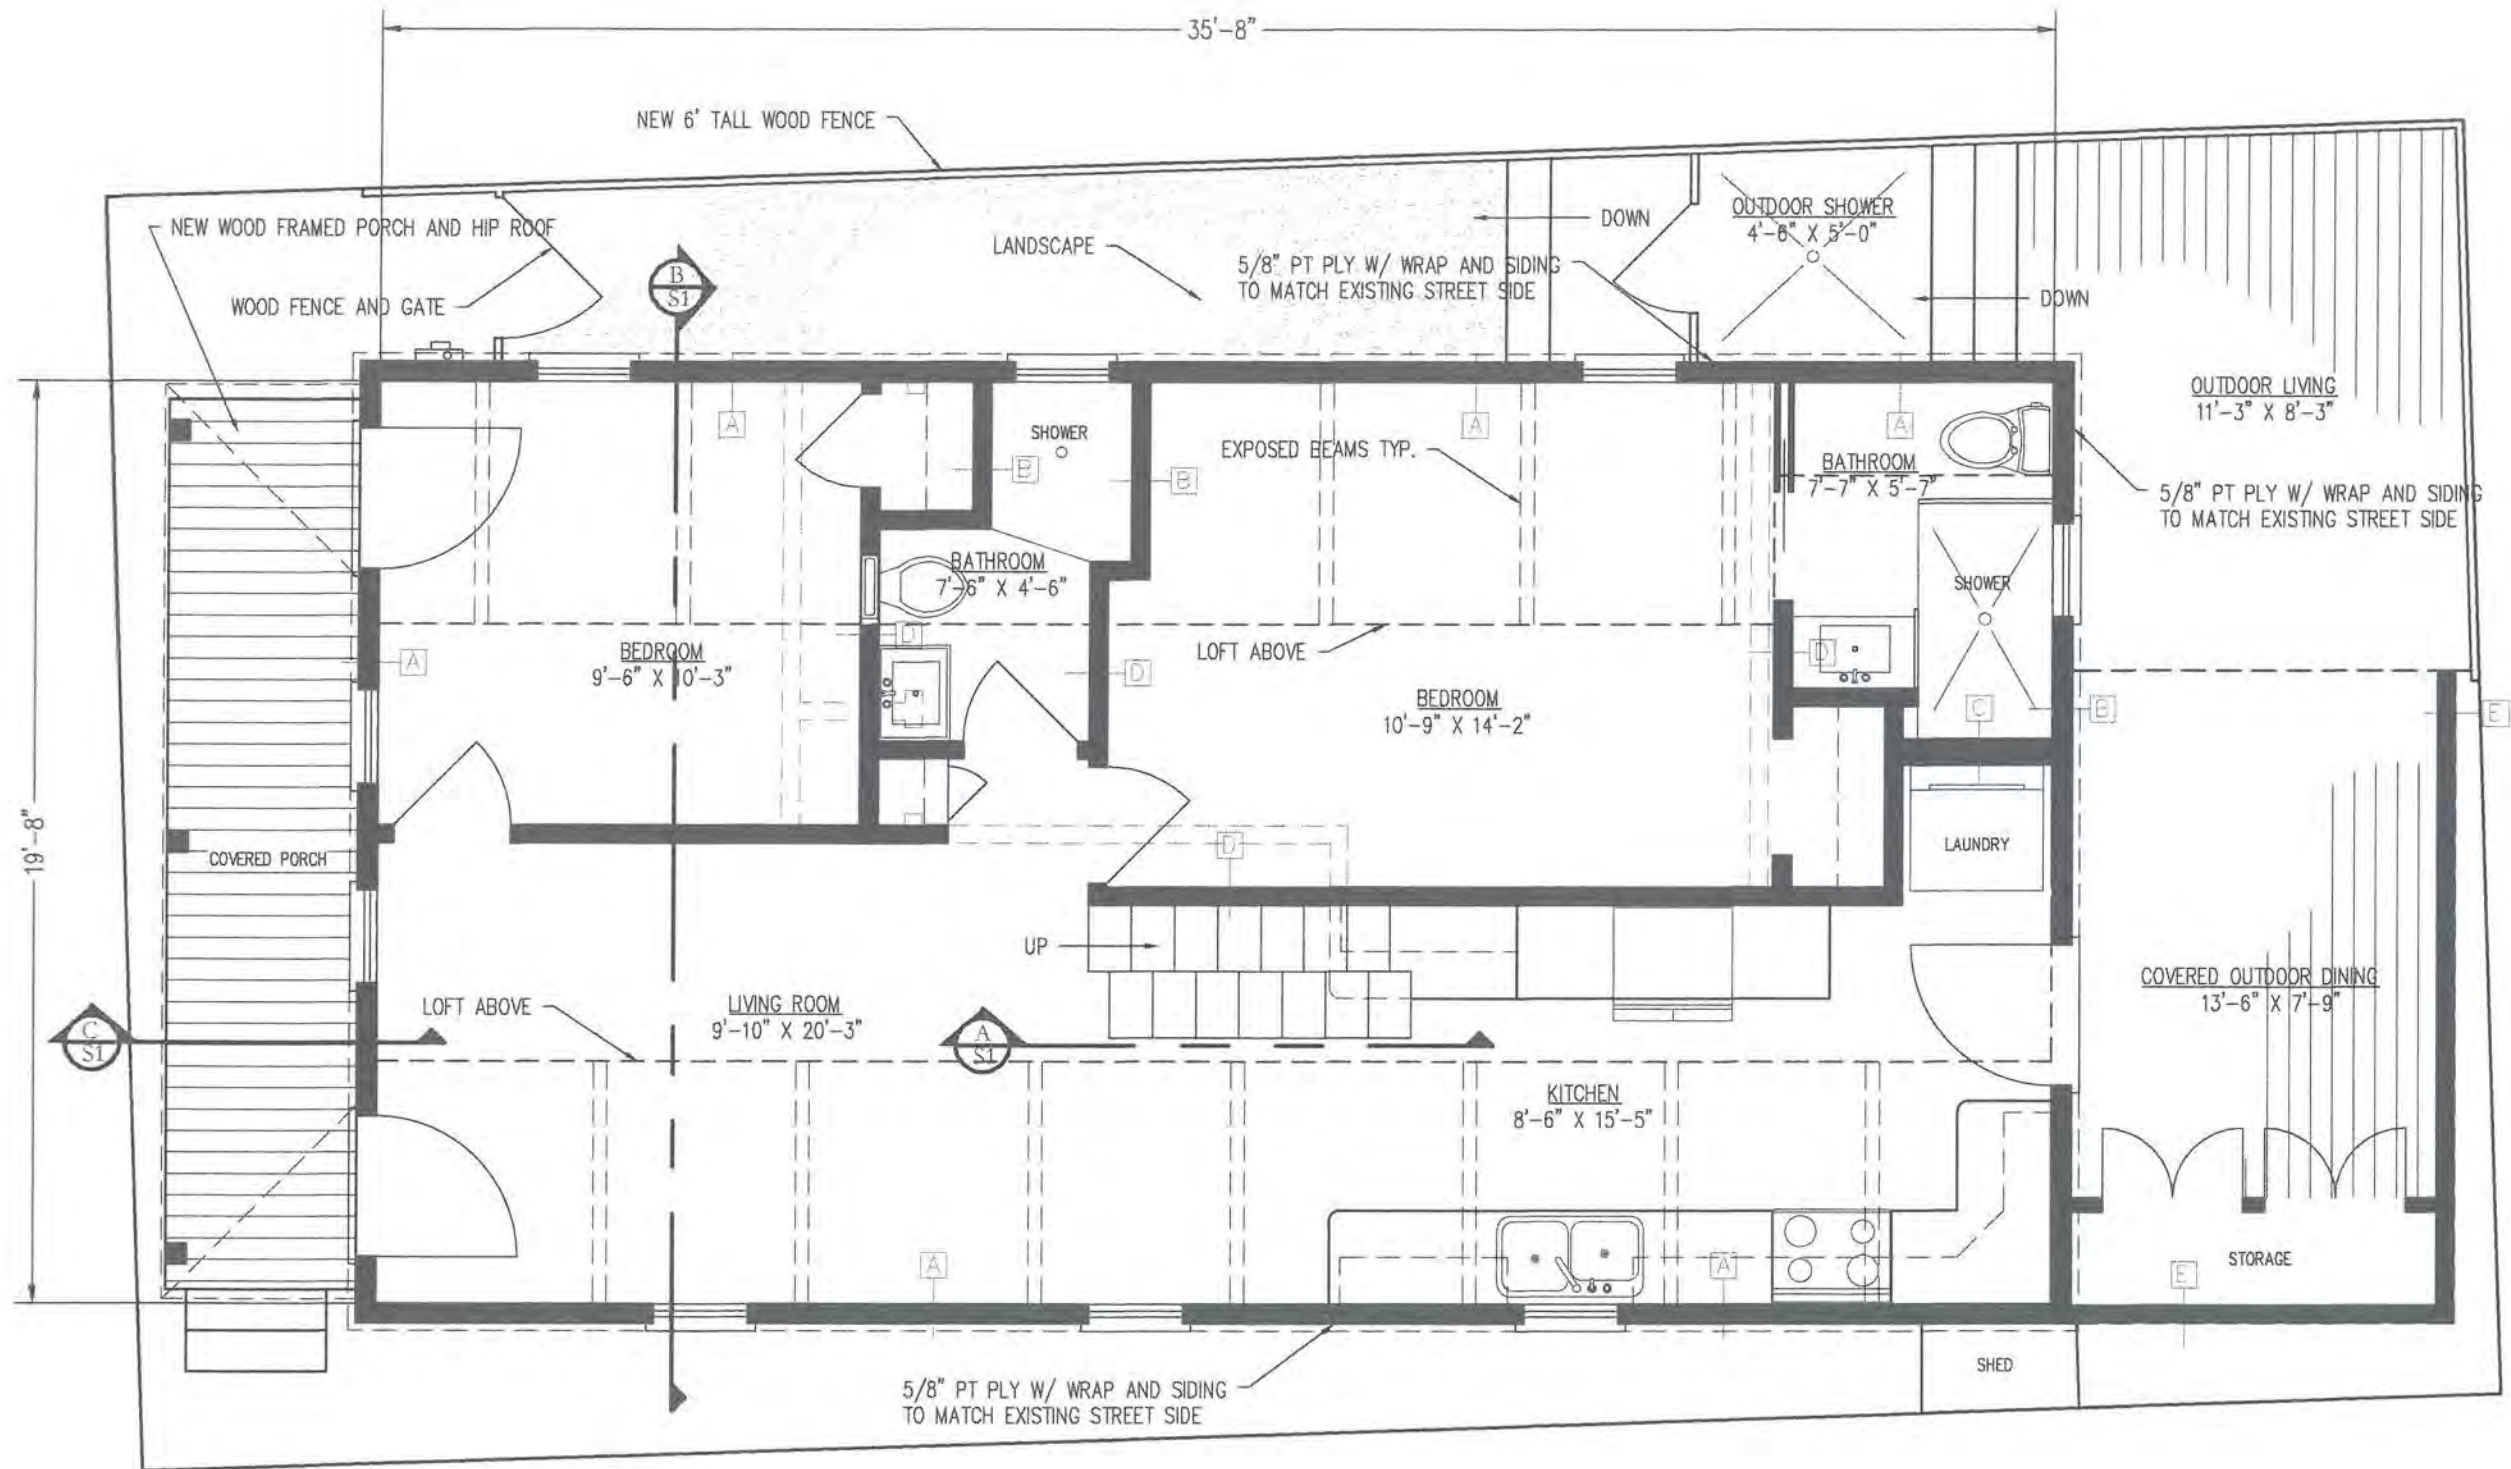 35'-8"
NEW 6' TALL WOOD FENCE
NEW WOOD FRAMED PORCH AND HIP ROOF
WOOD FENCE AND GATE
B
S1
LANDSCAPE
DOWN
5/8" PT PLY W/ WRAP AND SIDING
TO MATCH EXISTING STREET SIDE
OUTDOOR SHOWER
4'-6" X 5'-0"
DOWN
OUTDOOR LIVING
11'-3" X 8'-3"
A
A
A
SHOWER
B
B
EXPOSED BEAMS TYP.
BATHROOM
7'-7" X 5'-7"
5/8" PT PLY W/ WRAP AND SIDING
TO MATCH EXISTING STREET SIDE
BATHROOM
7'-6" X 4'-6"
SHOWER
D
A
BEDROOM
9'-6" X 10'-3"
D
LOFT ABOVE
D
BEDROOM
10'-9" X 14'-2"
C
B
E
19'-8"
COVERED PORCH
D
LAUNDRY
UP
LOFT ABOVE
LIVING ROOM
9'-10" X 20'-3"
COVERED OUTDOOR DINING
13'-6" X 7'-9"
C
S1
A
S1
KITCHEN
8'-6" X 15'-5"
A
A
STORAGE
E
SHED
5/8" PT PLY W/ WRAP AND SIDING
TO MATCH EXISTING STREET SIDE